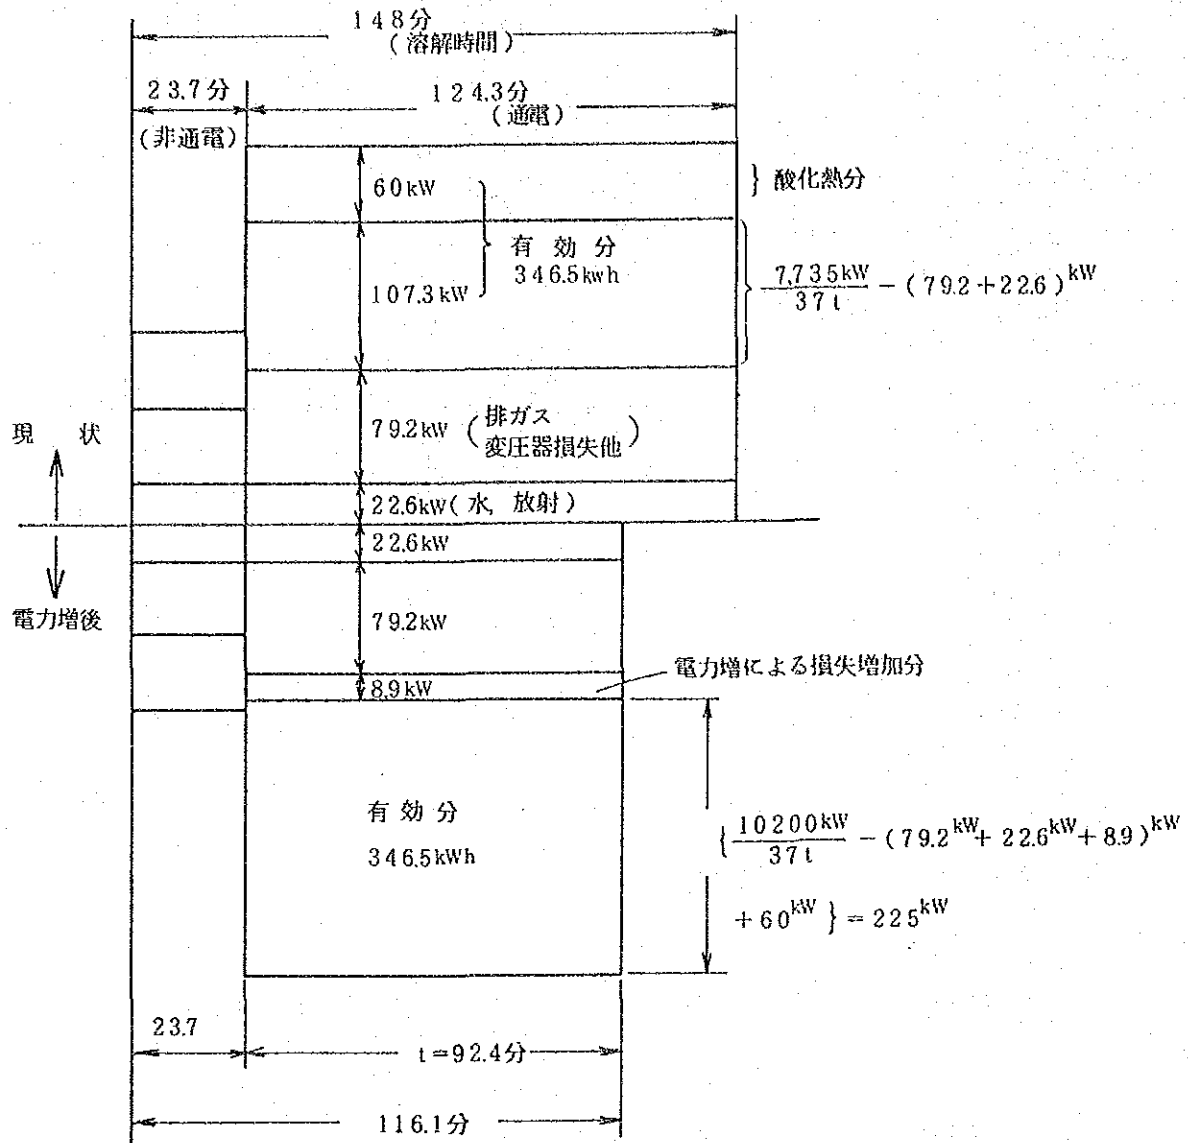 148分
(溶解時間)
23.7分
124.3分
(通電)
(非通電)
60kW
}酸化熱分
有効分
346.5kwh
107.3kW
7,735kW
37t
-(79.2+22.6)kW
79.2kW
排ガス
変圧器損失他
現 状
22.6kW(水,放射)
22.6kW
電力増後
79.2kW
電力増による損失増加分
8.9kW
有効分
346.5kWh
{10200kW
37t
-(79.2kW+22.6kW+8.9)kW
+60kW}=225kW
23.7
t=92.4分
116.1分